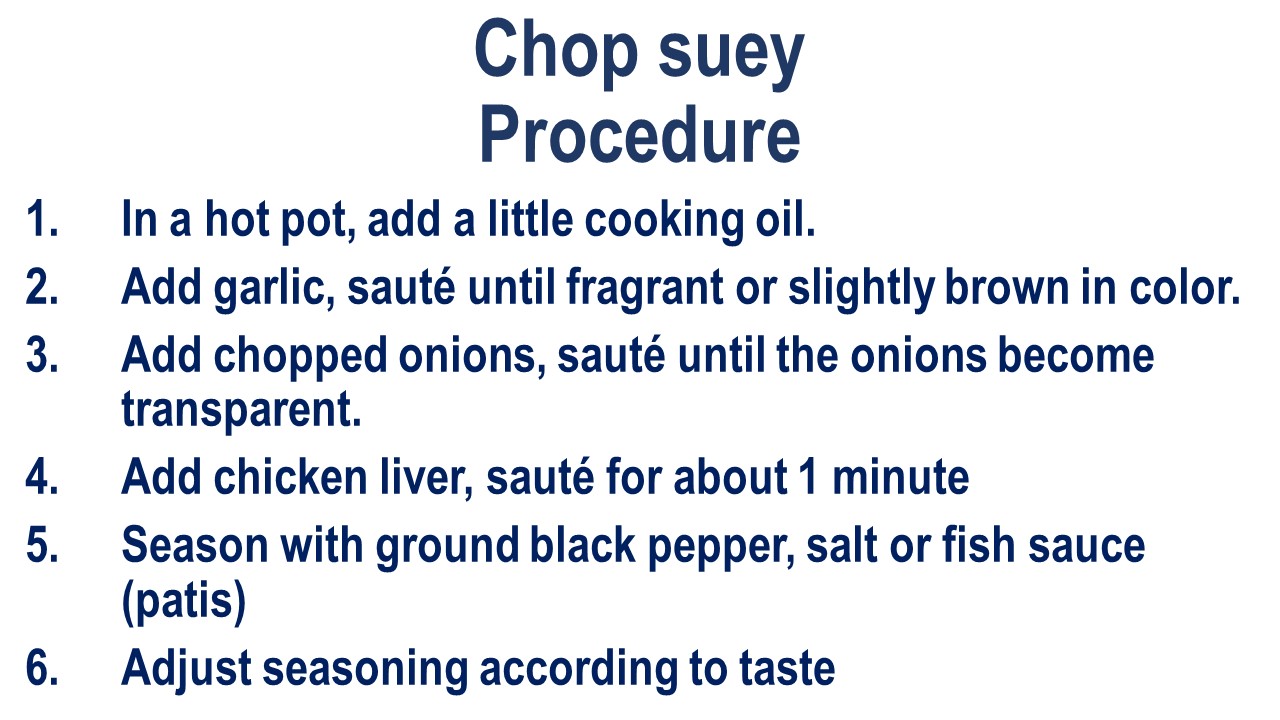 Chop suey
Procedure
1. In a hot pot, add a little cooking oil.
2. Add garlic, sauté until fragrant or slightly brown in color.
3. Add chopped onions, sauté until the onions become
transparent.
4. Add chicken liver, sauté for about 1 minute
5. Season with ground black pepper, salt or fish sauce
(patis)
6. Adjust seasoning according to taste